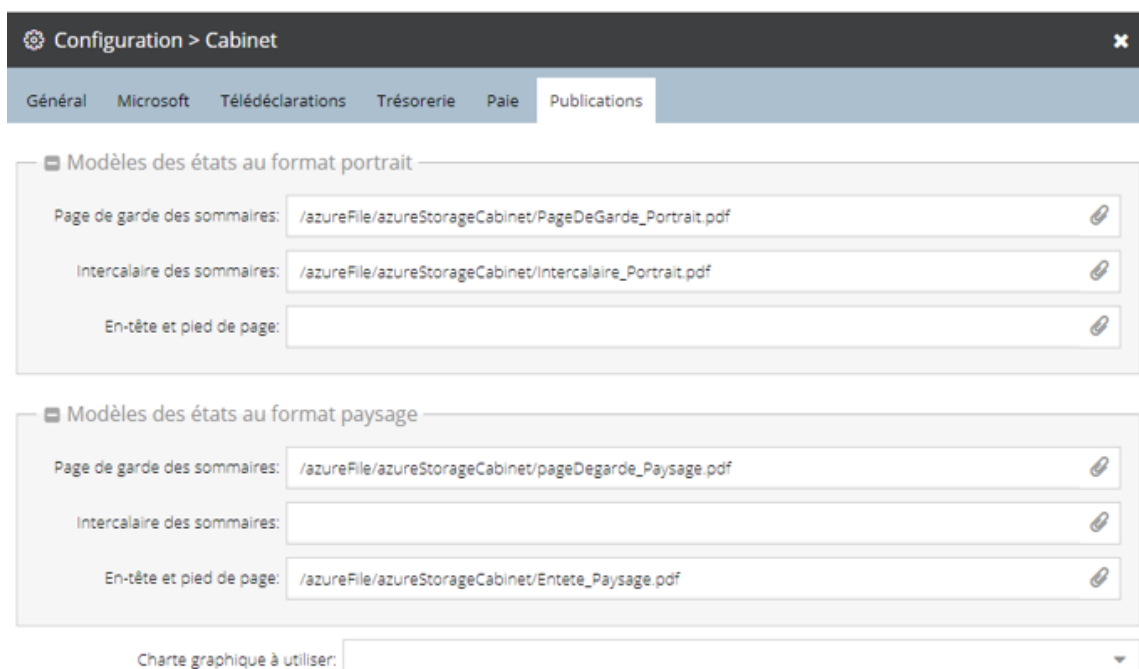 Configuration > Cabinet
Général Microsoft Télédéclarations Trésorerie Paie Publications
Modèles des états au format portrait
Page de garde des sommaires: /azureFile/azureStorageCabinet/PageDeGarde_Portrait.pdf
Intercalaire des sommaires: /azureFile/azureStorageCabinet/Intercalaire_Portrait.pdf
En-tête et pied de page:
Modèles des états au format paysage
Page de garde des sommaires: /azureFile/azureStorageCabinet/pageDegarde_Paysage.pdf
Intercalaire des sommaires:
En-tête et pied de page: /azureFile/azureStorageCabinet/Entete_Paysage.pdf
Charte graphique à utiliser: